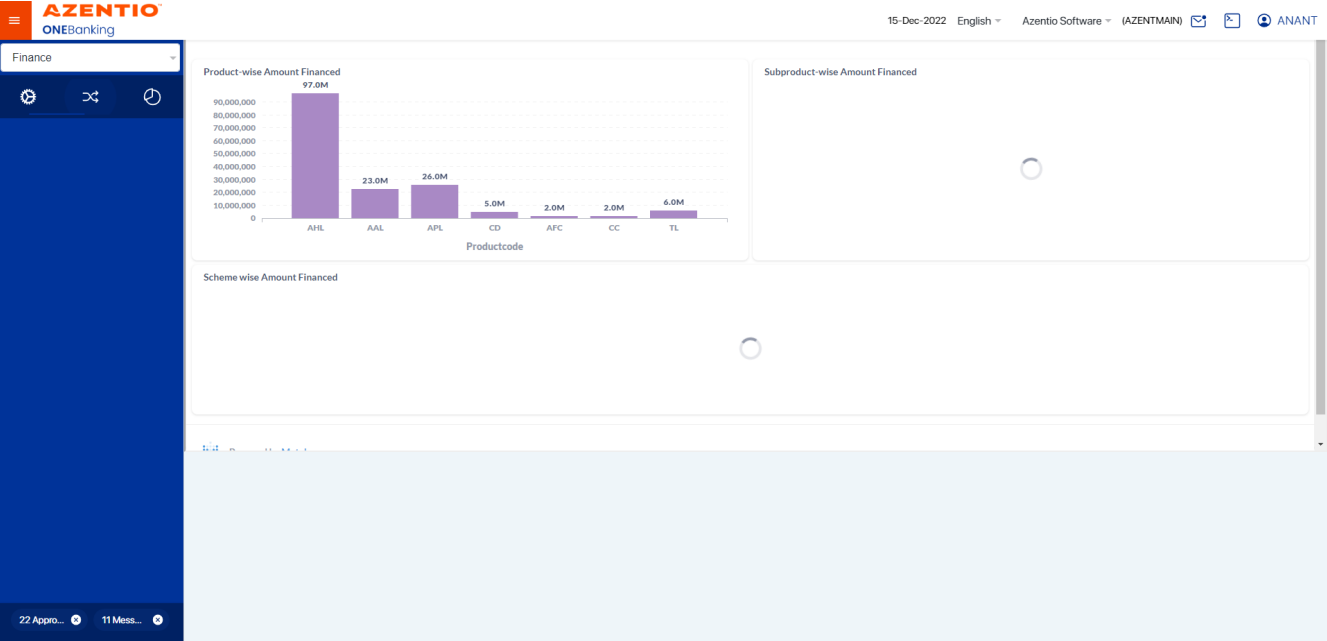 AZENTIO
ONEBanking
15-Dec-2022 English Azentio Software (AZENTMAIN) ANANT
Finance
Product-wise Amount Financed
97.0M
90,000,000
80,000,000
70,000,000
60,000,000
50,000,000
40,000,000
30,000,000
20,000,000
10,000,000
0
23.0M
26.0M
5.0M
2.0M
2.0M
6.0M
AHL AAL APL CD AFC CC TL
Productcode
Subproduct-wise Amount Financed
Scheme wise Amount Financed
22 Appro... 11 Mess...